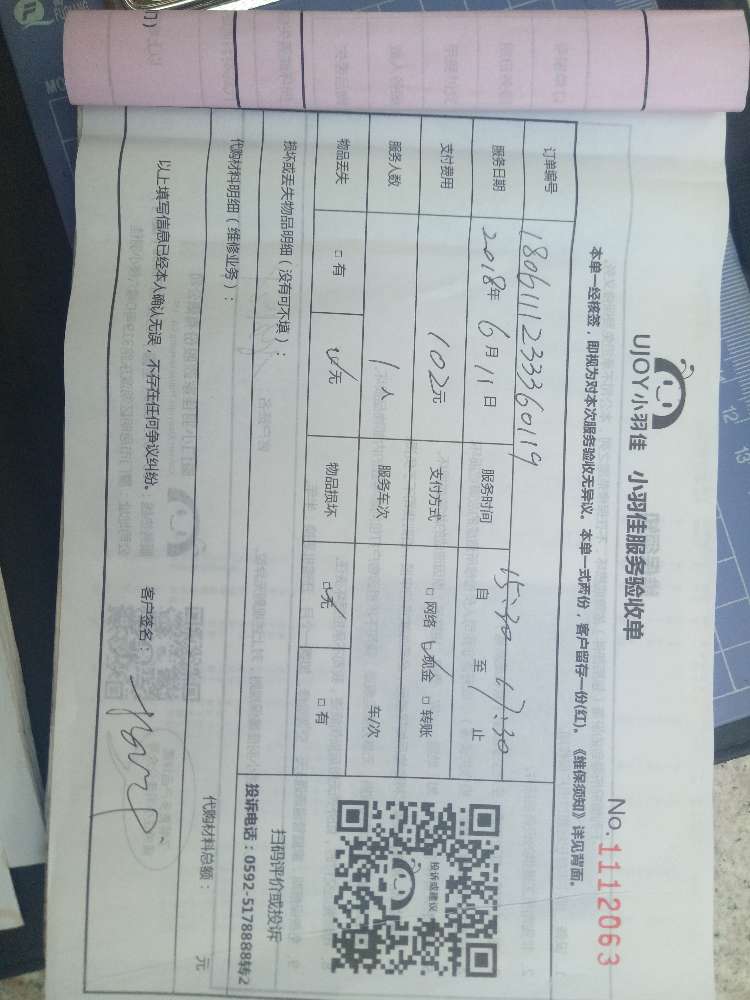 UJOY小羽佳 小羽佳服务验收单
No.1112063
本单一经核签，即视为对本次服务验收无异议。本单一式两份，客户留存一份(红)。《维保须知》详见背面。
订单编号 1806111233360119
服务日期 2018年 6月 11日 服务时间 15:30 17:30 自 至 止
支付费用 102元 支付方式 □ 网络 ☑现金 □ 转账
服务人数 1人 服务车次 车/次
物品丢失 □ 有 ☑无 物品损坏 ☑无 □ 有
损坏或丢失物品明细（没有可不填）：
代购材料明细（维修业务）：
代购材料总额： 元
以上填写信息已经本人确认无误，不存在任何争议纠纷。 客户签名：
投诉或建议
扫码评价或投诉
投诉电话：0592-5178888转2